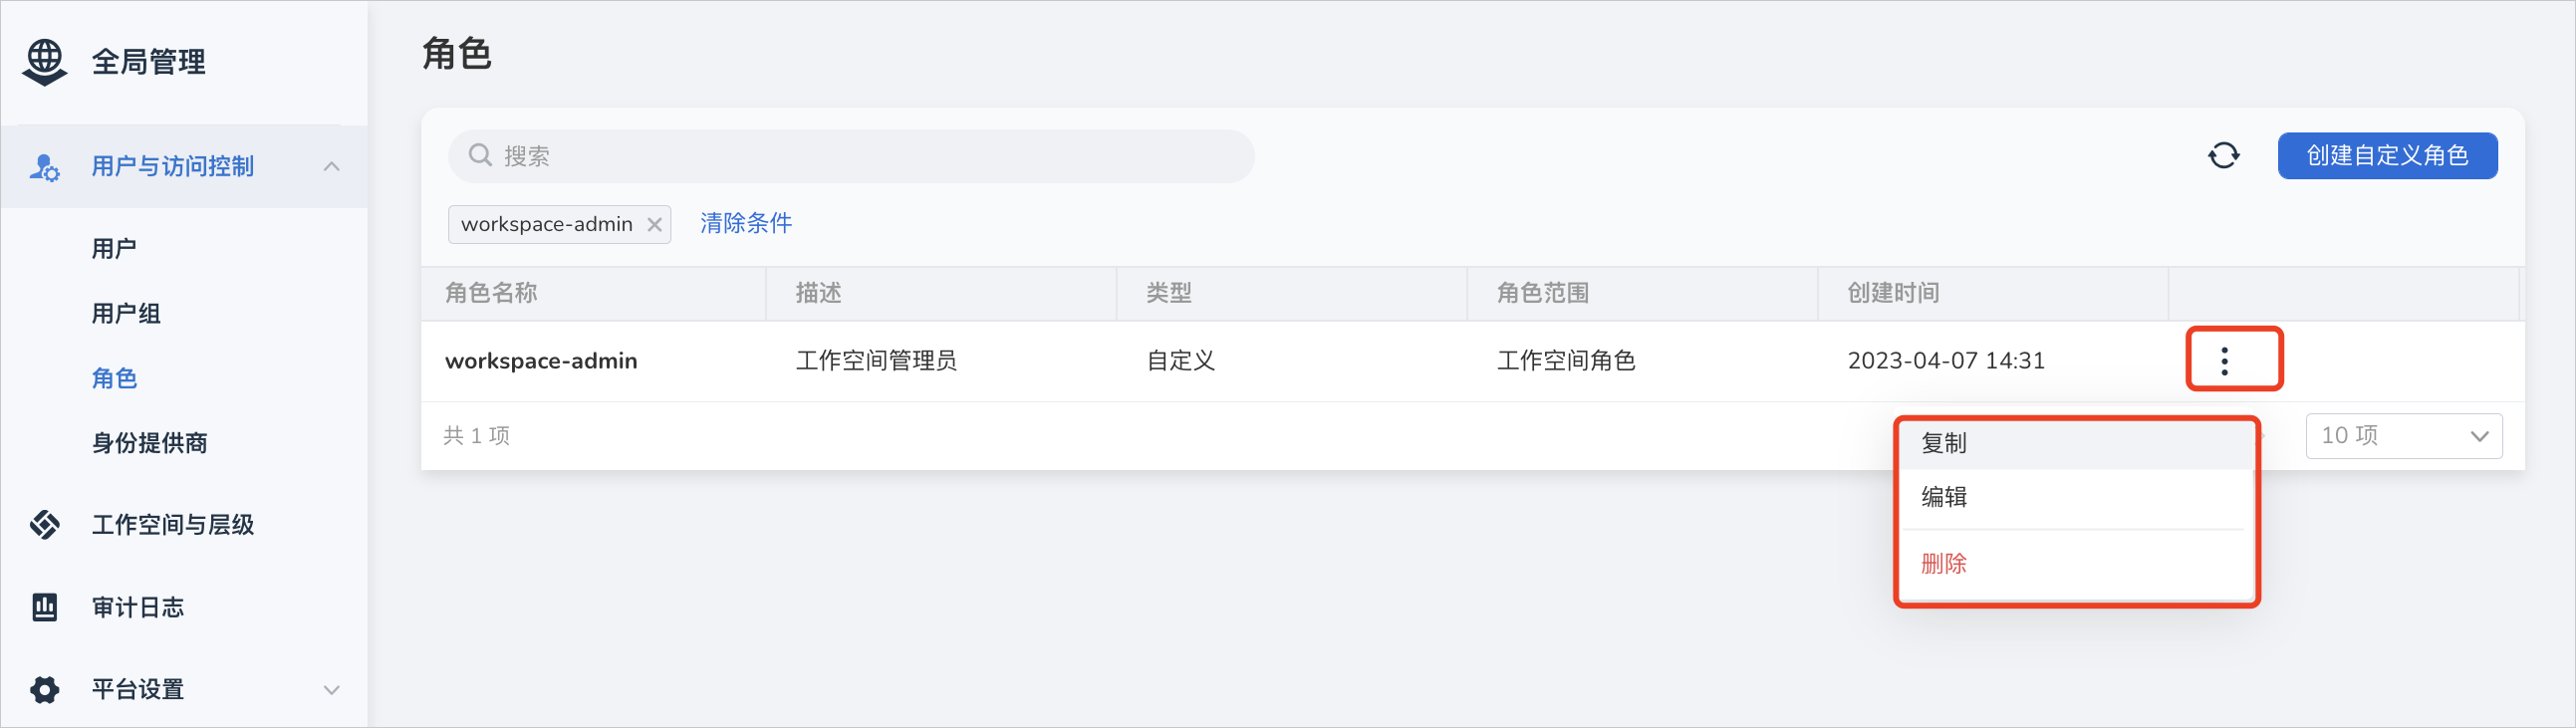 全局管理
用户与访问控制
用户
用户组
角色
身份提供商
工作空间与层级
审计日志
平台设置
角色
搜索
创建自定义角色
workspace-admin 清除条件
角色名称 描述 类型 角色范围 创建时间
workspace-admin 工作空间管理员 自定义 工作空间角色 2023-04-07 14:31
共 1 项 10 项
复制
编辑
删除